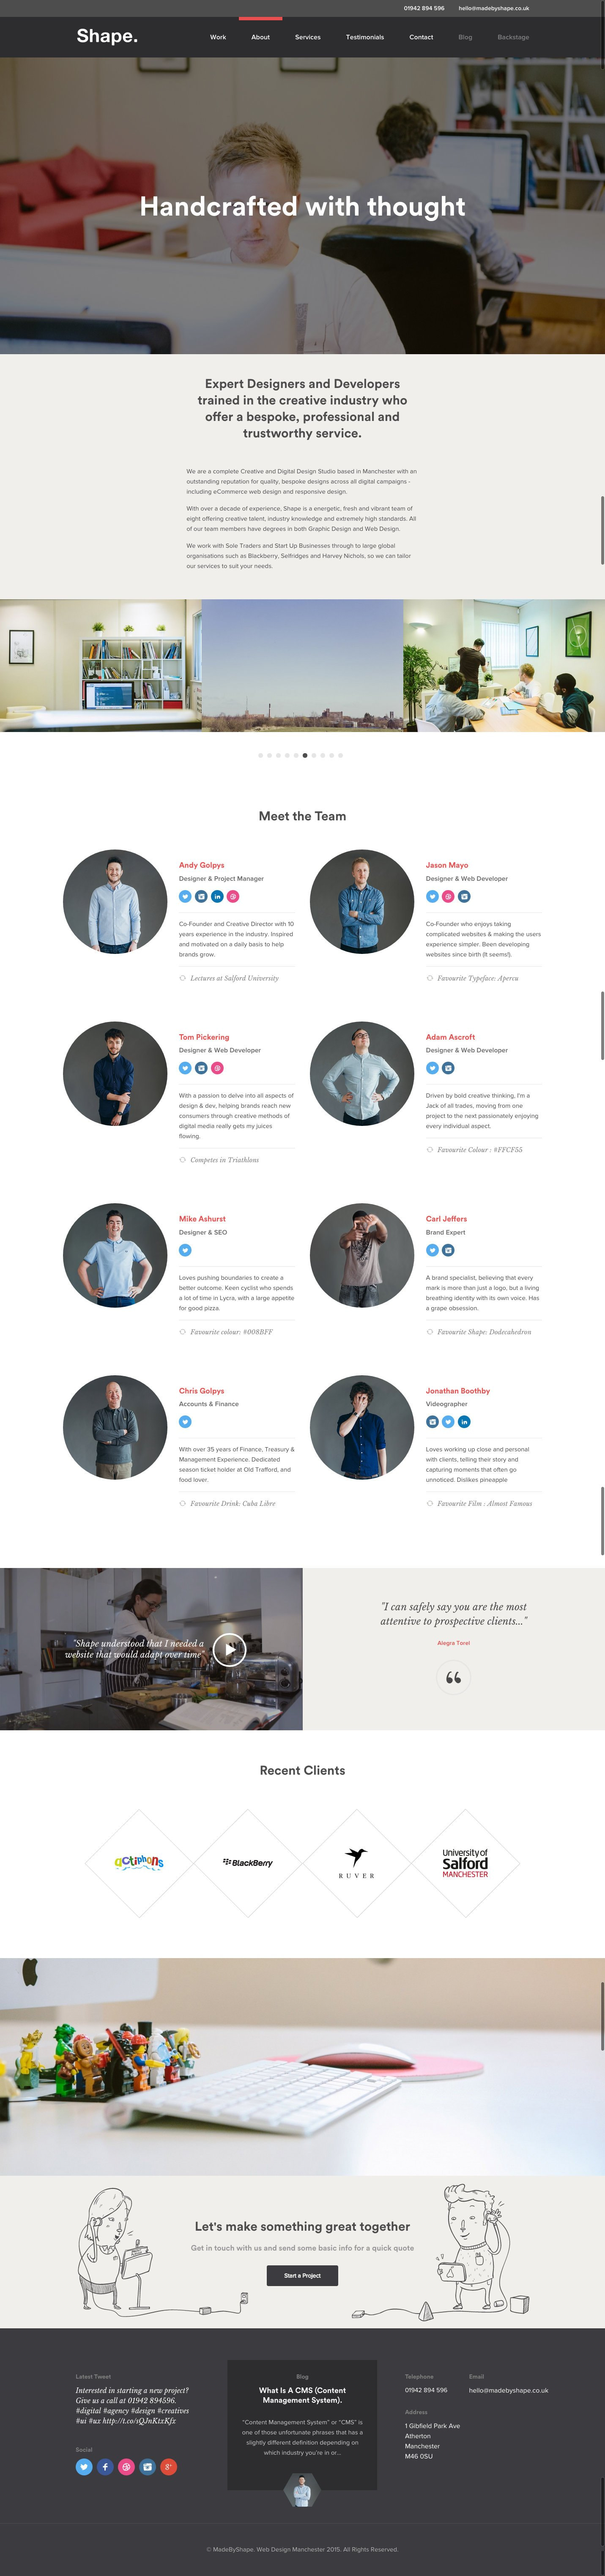 01942 894 596 hello@madebyshape.co.uk
Shape.
Work About Services Testimonials Contact Blog Backstage
Handcrafted with thought
Expert Designers and Developers
trained in the creative industry who
offer a bespoke, professional and
trustworthy service.
We are a complete Creative and Digital Design Studio based in Manchester with an
outstanding reputation for quality, bespoke designs across all digital campaigns -
including eCommerce web design and responsive design.
With over a decade of experience, Shape is a energetic, fresh and vibrant team of
eight offering creative talent, industry knowledge and extremely high standards. All
of our team members have degrees in both Graphic Design and Web Design.
We work with Sole Traders and Start Up Businesses through to large global
organisations such as Blackberry, Selfridges and Harvey Nichols, so we can tailor
our services to suit your needs.
Meet the Team
Andy Golpys
Designer & Project Manager
Co-Founder and Creative Director with 10
years experience in the industry. Inspired
and motivated on a daily basis to help
brands grow.
Lectures at Salford University
Jason Mayo
Designer & Web Developer
Co-Founder who enjoys taking
complicated websites & making the users
experience simpler. Been developing
websites since birth (It seems!).
Favourite Typeface: Apercu
Tom Pickering
Designer & Web Developer
With a passion to delve into all aspects of
design & dev, helping brands reach new
consumers through creative methods of
digital media really gets my juices
flowing.
Competes in Triathlons
Adam Ascroft
Designer & Web Developer
Driven by bold creative thinking, I'm a
Jack of all trades, moving from one
project to the next passionately enjoying
every individual aspect.
Favourite Colour : #FFCF55
Mike Ashurst
Designer & SEO
Loves pushing boundaries to create a
better outcome. Keen cyclist who spends
a lot of time in Lycra, with a large appetite
for good pizza.
Favourite colour: #008BFF
Carl Jeffers
Brand Expert
A brand specialist, believing that every
mark is more than just a logo, but a living
breathing identity with its own voice. Has
a grape obsession.
Favourite Shape: Dodecahedron
Chris Golpys
Accounts & Finance
With over 35 years of Finance, Treasury &
Management Experience. Dedicated
season ticket holder at Old Trafford, and
food lover.
Favourite Drink: Cuba Libre
Jonathan Boothby
Videographer
Loves working up close and personal
with clients, telling their story and
capturing moments that often go
unnoticed. Dislikes pineapple
Favourite Film : Almost Famous
"Shape understood that I needed a
website that would adapt over time"
"I can safely say you are the most
attentive to prospective clients..."
Alegra Torel
Recent Clients
actiphons
BlackBerry
RUVER
University of
Salford
MANCHESTER
Let's make something great together
Get in touch with us and send some basic info for a quick quote
Start a Project
Latest Tweet
Interested in starting a new project?
Give us a call at 01942 894596.
#digital #agency #design #creatives
#ui #ux http://t.co/sQJnKtxKfx
Social
Blog
What Is A CMS (Content
Management System).
"Content Management System" or "CMS" is
one of those unfortunate phrases that has a
slightly different definition depending on
which industry you're in or...
Telephone Email
01942 894 596 hello@madebyshape.co.uk
Address
1 Gibfield Park Ave
Atherton
Manchester
M46 0SU
© MadeByShape. Web Design Manchester 2015. All Rights Reserved.